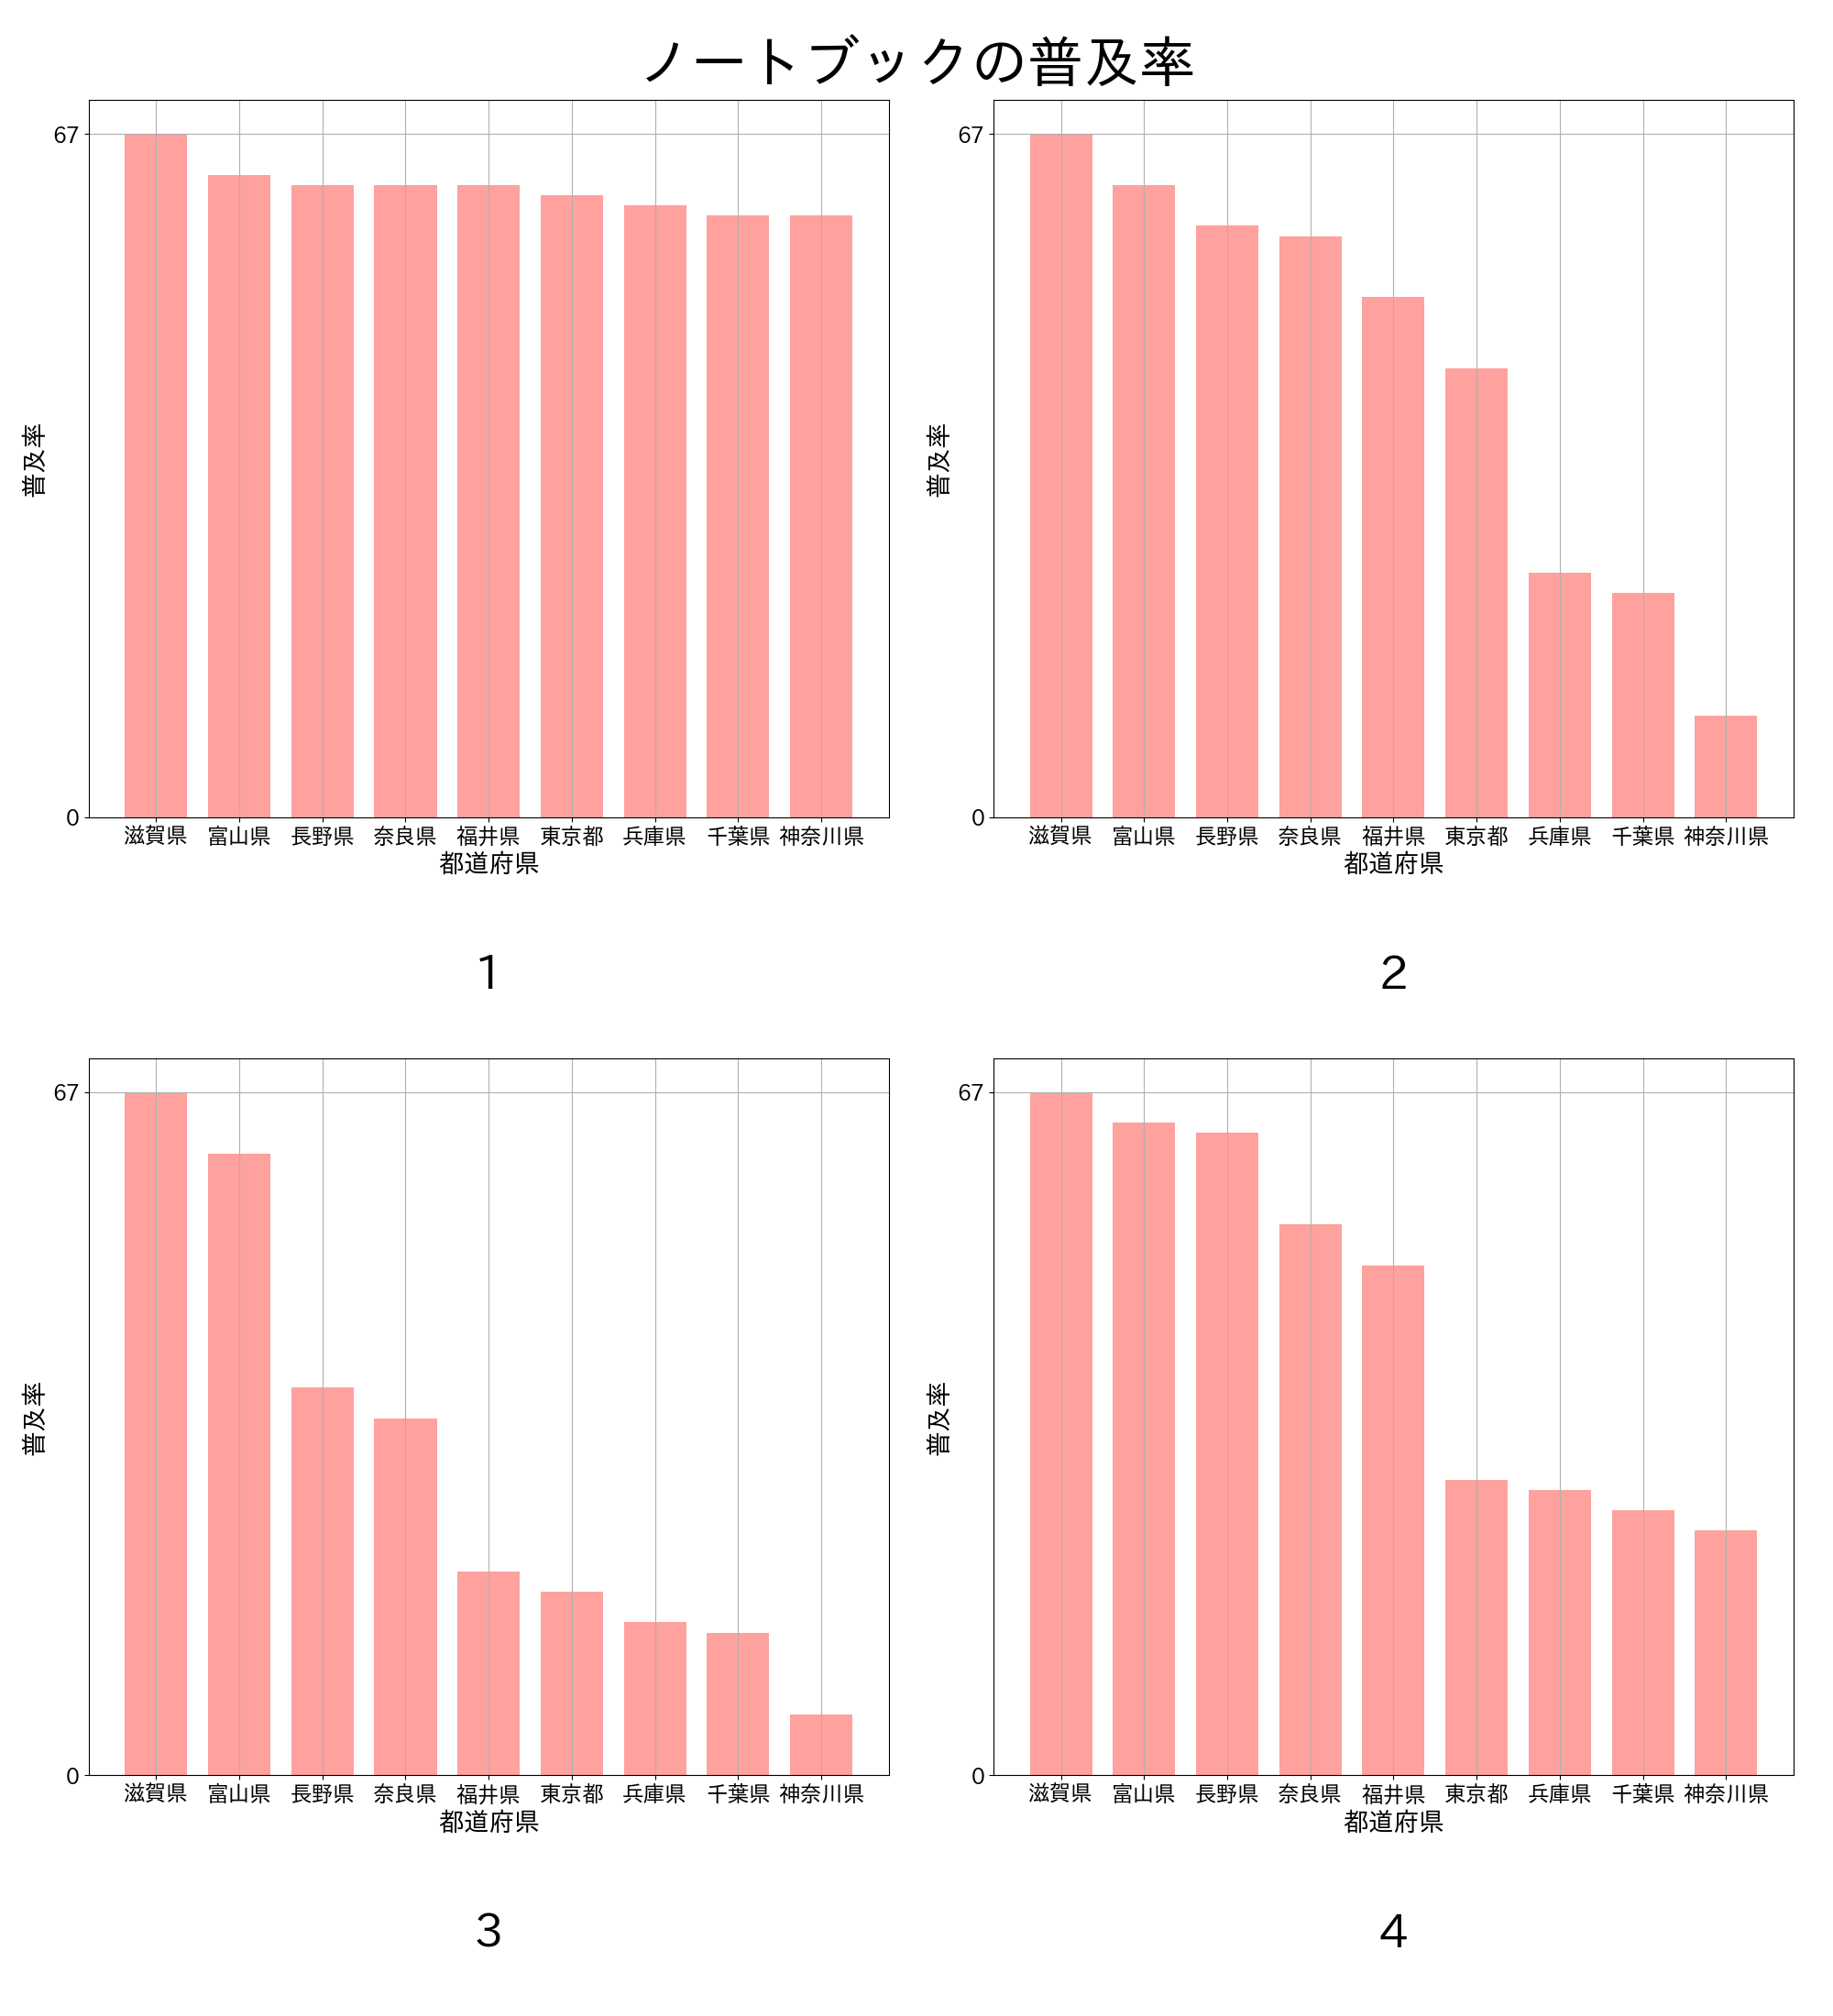 ノートブックの普及率
67
0
普及率
滋賀県 富山県 長野県 奈良県 福井県 東京都 兵庫県 千葉県 神奈川県
都道府県
1
67
0
普及率
滋賀県 富山県 長野県 奈良県 福井県 東京都 兵庫県 千葉県 神奈川県
都道府県
2
67
0
普及率
滋賀県 富山県 長野県 奈良県 福井県 東京都 兵庫県 千葉県 神奈川県
都道府県
3
67
0
普及率
滋賀県 富山県 長野県 奈良県 福井県 東京都 兵庫県 千葉県 神奈川県
都道府県
4